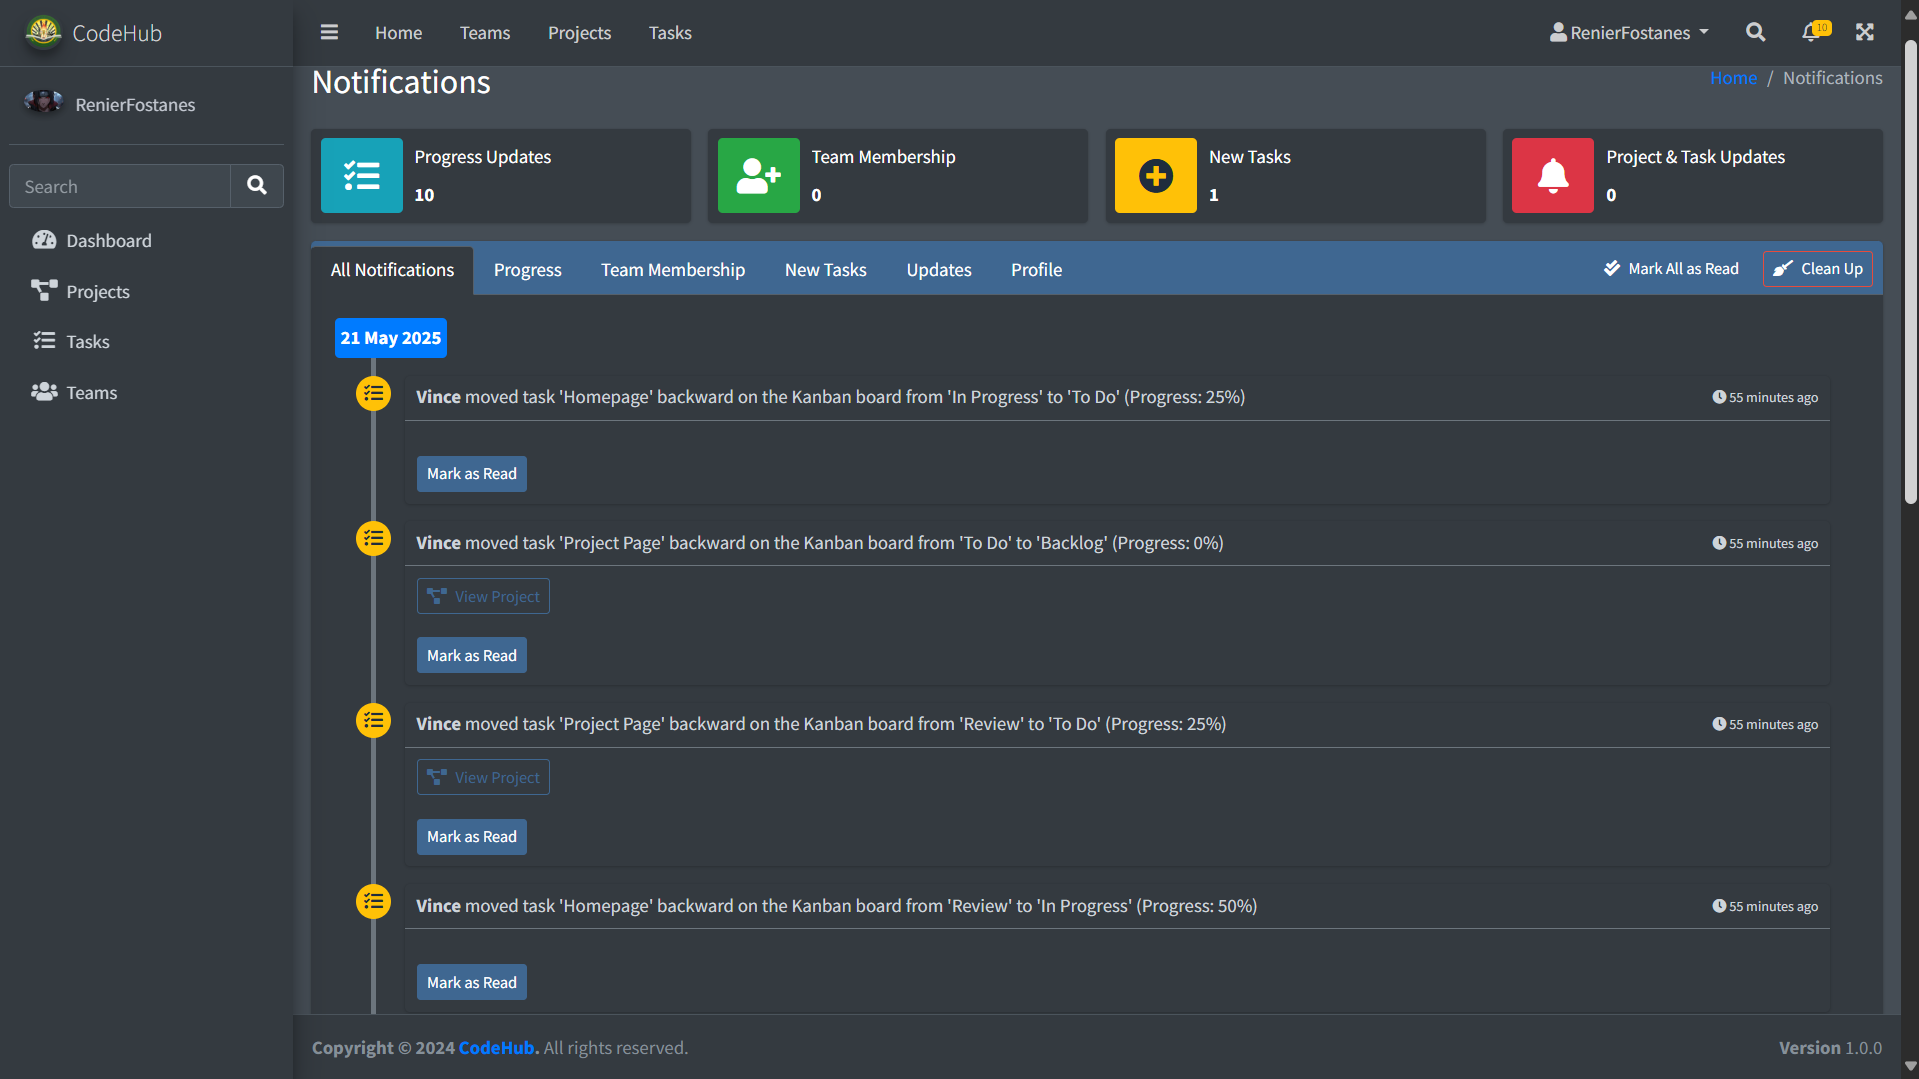 CodeHub
Home Teams Projects Tasks
RenierFostanes
10
RenierFostanes
Search
Dashboard
Projects
Tasks
Teams
Notifications
Home / Notifications
Progress Updates
10
Team Membership
0
New Tasks
1
Project & Task Updates
0
All Notifications Progress Team Membership New Tasks Updates Profile
Mark All as Read
Clean Up
21 May 2025
Vince moved task 'Homepage' backward on the Kanban board from 'In Progress' to 'To Do' (Progress: 25%)
55 minutes ago
Mark as Read
Vince moved task 'Project Page' backward on the Kanban board from 'To Do' to 'Backlog' (Progress: 0%)
55 minutes ago
View Project
Mark as Read
Vince moved task 'Project Page' backward on the Kanban board from 'Review' to 'To Do' (Progress: 25%)
55 minutes ago
View Project
Mark as Read
Vince moved task 'Homepage' backward on the Kanban board from 'Review' to 'In Progress' (Progress: 50%)
55 minutes ago
Mark as Read
Copyright © 2024 CodeHub. All rights reserved.
Version 1.0.0